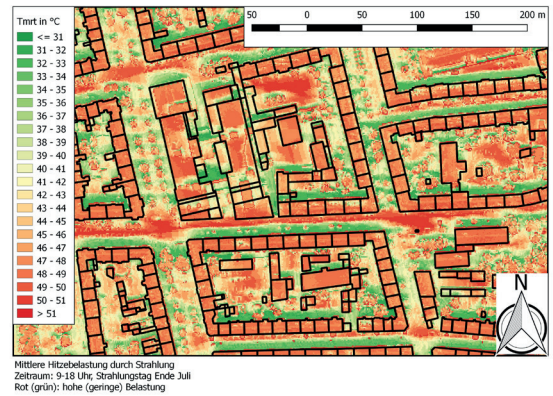 Tmrt in °C
<= 31
31 - 32
32 - 33
33 - 34
34 - 35
35 - 36
36 - 37
37 - 38
38 - 39
39 - 40
40 - 41
41 - 42
42 - 43
43 - 44
44 - 45
45 - 46
46 - 47
47 - 48
48 - 49
49 - 50
50 - 51
> 51
50 0 50 100 150 200 m
N
Mittlere Hitzebelastung durch Strahlung
Zeitraum: 9-18 Uhr, Strahlungstag Ende Juli
Rot (grün): hohe (geringe) Belastung